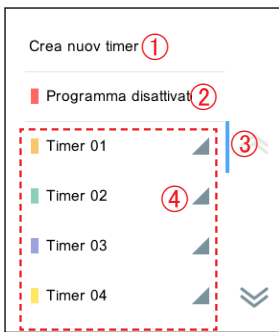 Crea nuov timer ①
Programma disattivat ②
③
Timer 01
Timer 02
④
Timer 03
Timer 04